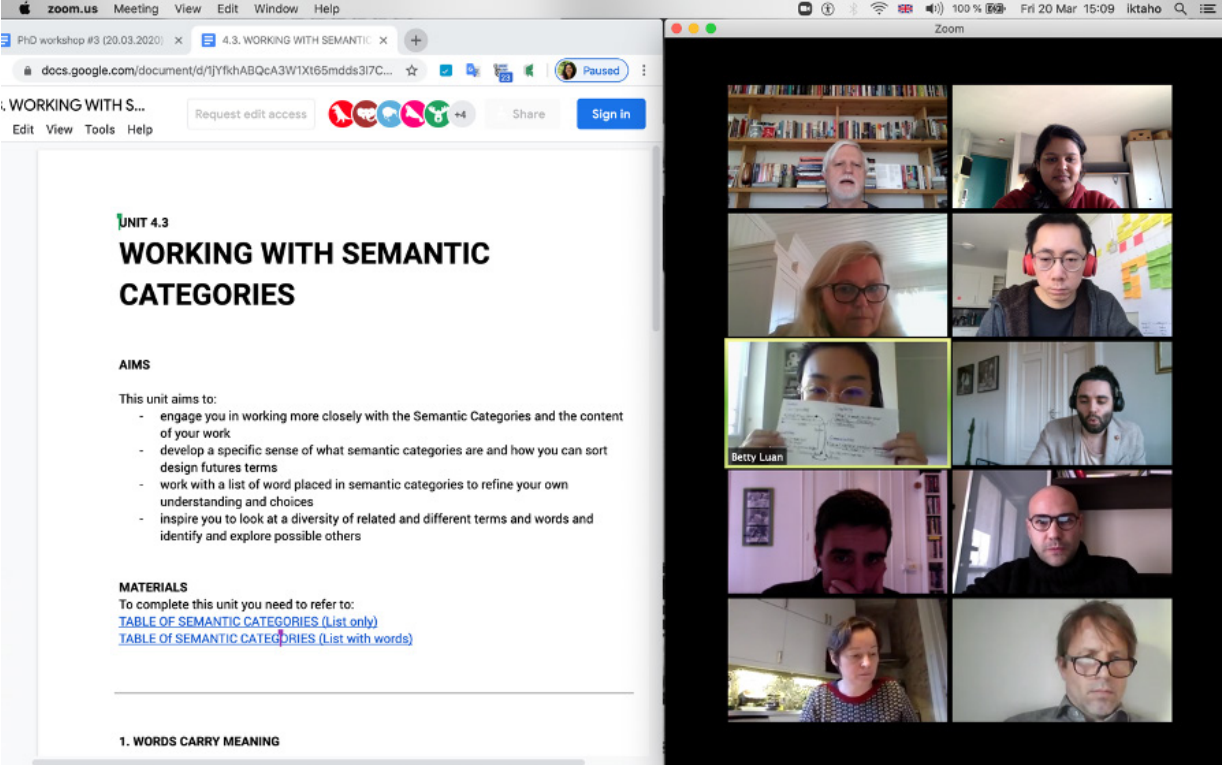 zoom.us Meeting View Edit Window Help
100 % Fri 20 Mar 15:09 iktaho
PhD workshop #3 (20.03.2020)
4.3. WORKING WITH SEMANTIC
docs.google.com/document/d/1jYfkhABQcA3W1Xt65mdds3I7C...
23
Paused
. WORKING WITH S...
Edit View Tools Help
Request edit access
+4
Share
Sign in
UNIT 4.3
WORKING WITH SEMANTIC
CATEGORIES
AIMS
This unit aims to:
- engage you in working more closely with the Semantic Categories and the content
of your work
- develop a specific sense of what semantic categories are and how you can sort
design futures terms
- work with a list of word placed in semantic categories to refine your own
understanding and choices
- inspire you to look at a diversity of related and different terms and words and
identify and explore possible others
MATERIALS
To complete this unit you need to refer to:
TABLE OF SEMANTIC CATEGORIES (List only)
TABLE OF SEMANTIC CATEGORIES (List with words)
1. WORDS CARRY MEANING
Zoom
Betty Luan